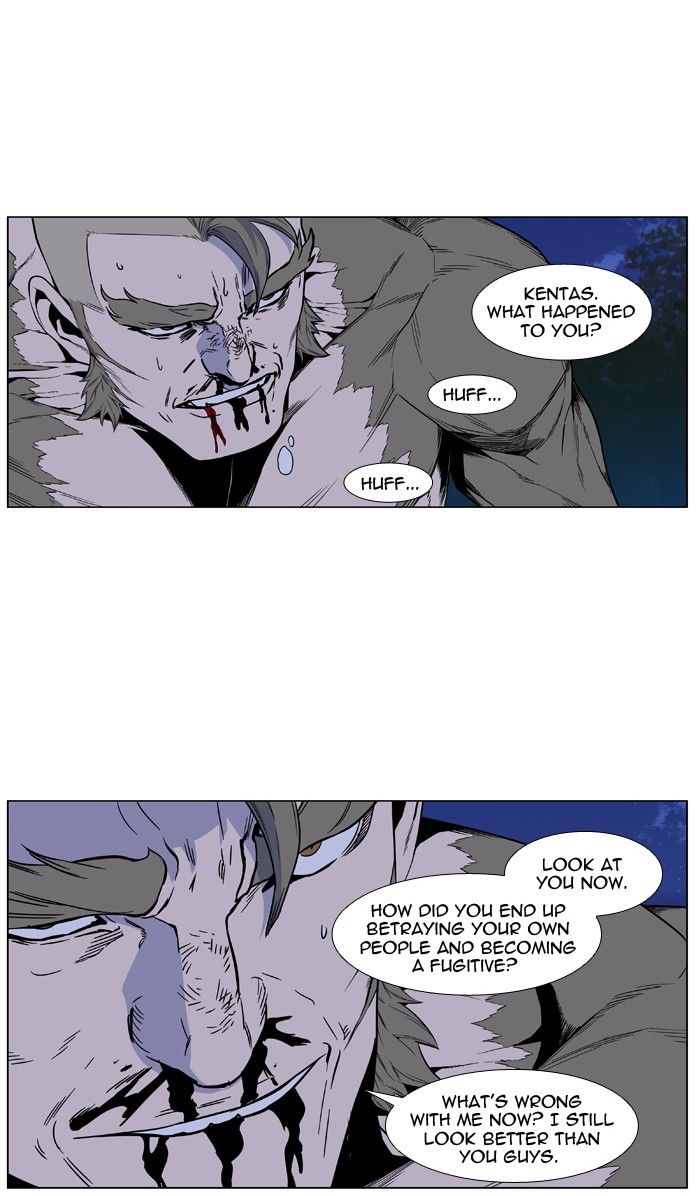 KENTAS.
WHAT HAPPENED
TO YOU?
HUFF...
HUFF...
LOOK AT
YOU NOW.
HOW DID YOU END UP
BETRAYING YOUR OWN
PEOPLE AND BECOMING
A FUGITIVE?
WHAT'S WRONG
WITH ME NOW? I STILL
LOOK BETTER THAN
YOU GUYS.